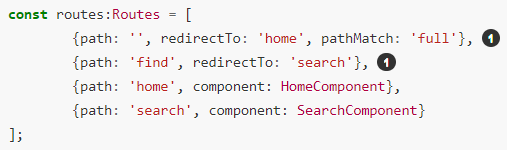 const routes:Routes = [
{path: '', redirectTo: 'home', pathMatch: 'full'}, 1
{path: 'find', redirectTo: 'search'}, 1
{path: 'home', component: HomeComponent},
{path: 'search', component: SearchComponent}
];